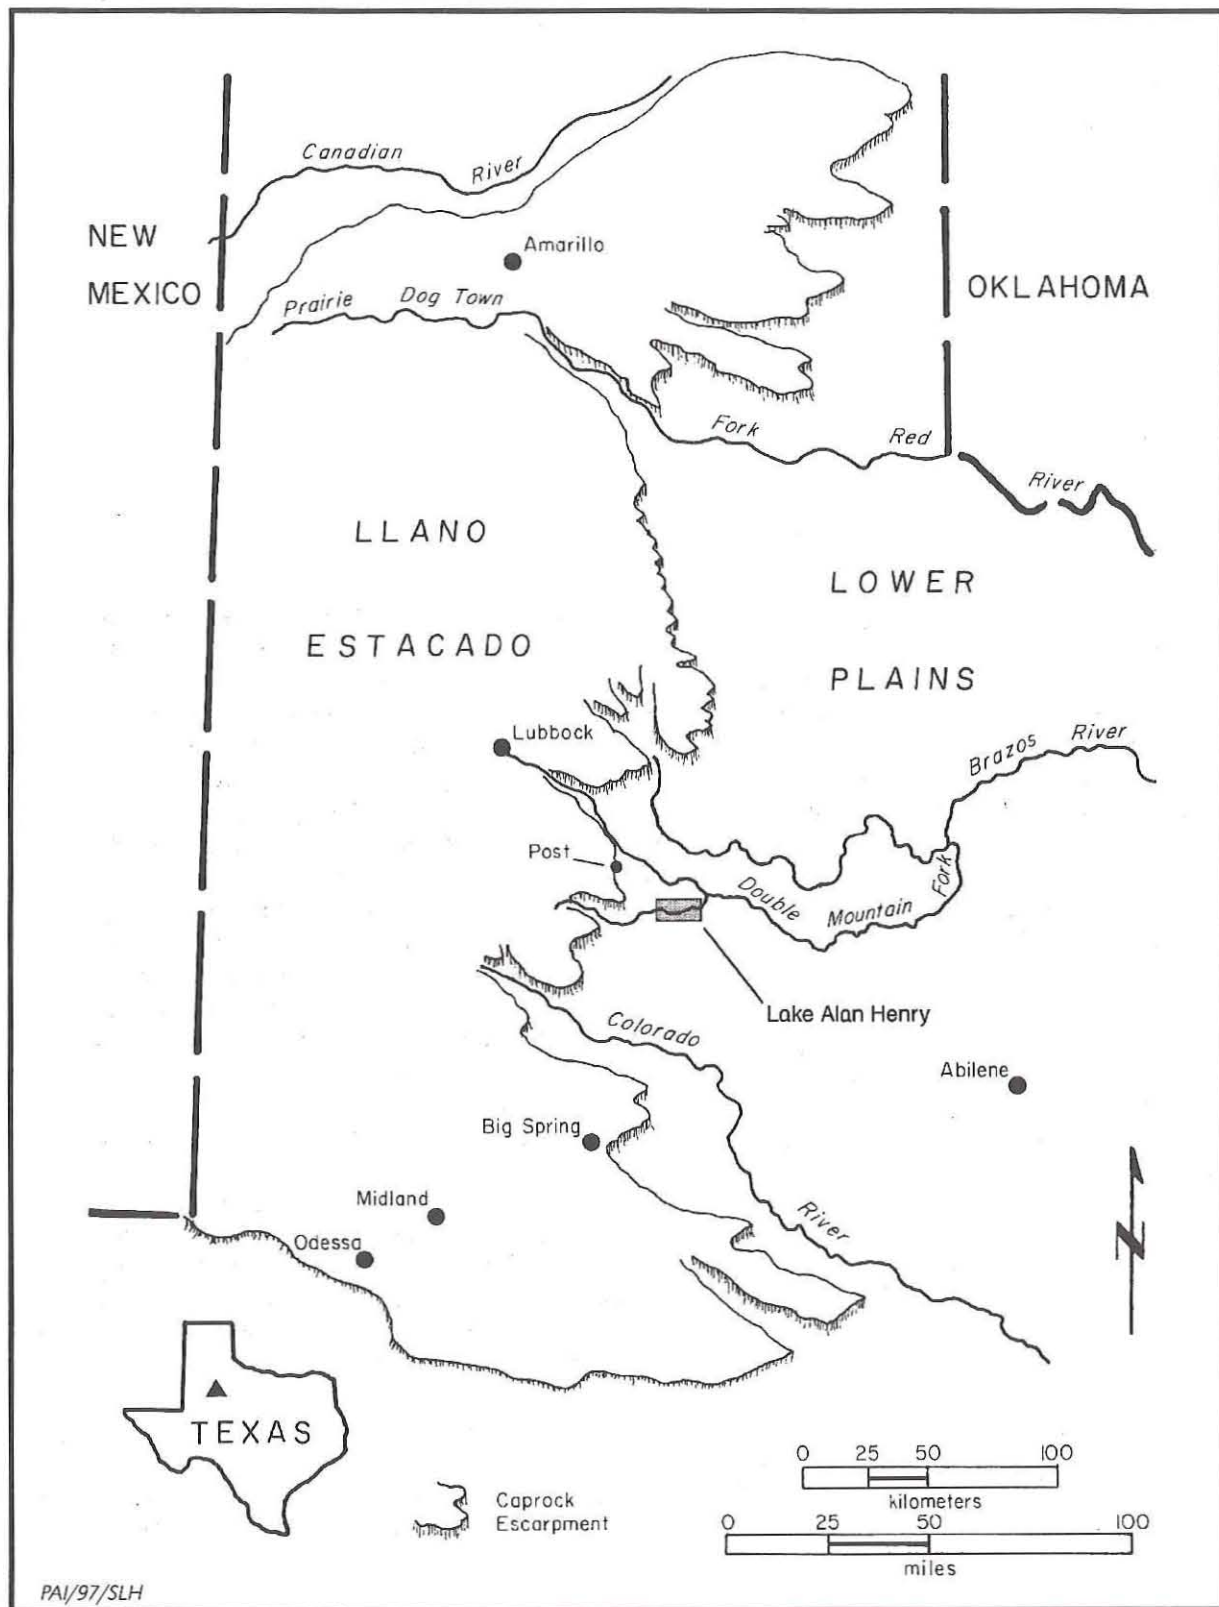 Canadian
River
NEW
MEXICO
Amarillo
OKLAHOMA
Prairie
Dog Town
Fork
Red
River
LLANO
ESTACADO
LOWER
PLAINS
Lubbock
Brazos
River
Post
Double
Mountain
Fork
Lake Alan Henry
Colorado
River
Abilene
Big Spring
Midland
Odessa
N
TEXAS
Caprock
Escarpment
0 25 50 100
kilometers
0 25 50 100
miles
PAI/97/SLH